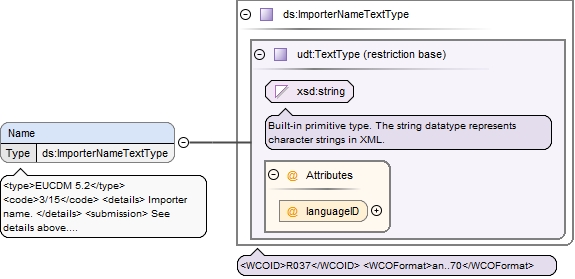 ds:ImporterNameTextType
udt:TextType (restriction base)
xsd:string
Built-in primitive type. The string datatype represents
character strings in XML.
Name
Type ds:ImporterNameTextType
<type>EUCDM 5.2</type>
<code>3/15</code> <details> Importer
name. </details> <submission> See
details above....
@ Attributes
@ languageID
<WCOID>R037</WCOID> <WCOFormat>an..70</WCOFormat>